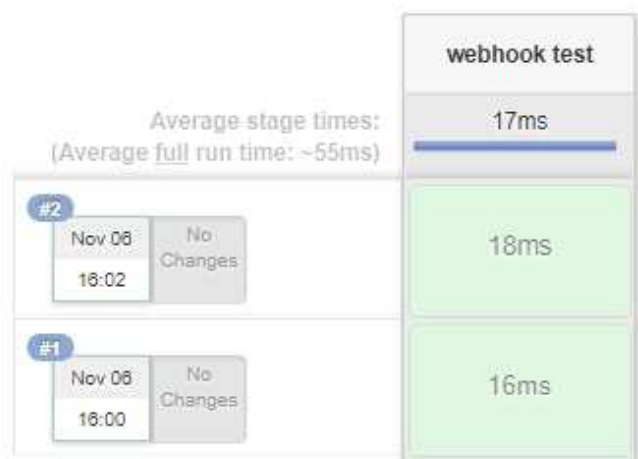 webhook test
Average stage times:
17ms
(Average full run time: ~55ms)
#2
Nov 06
No
Changes
16:02
18ms
#1
Nov 06
No
Changes
16:00
16ms